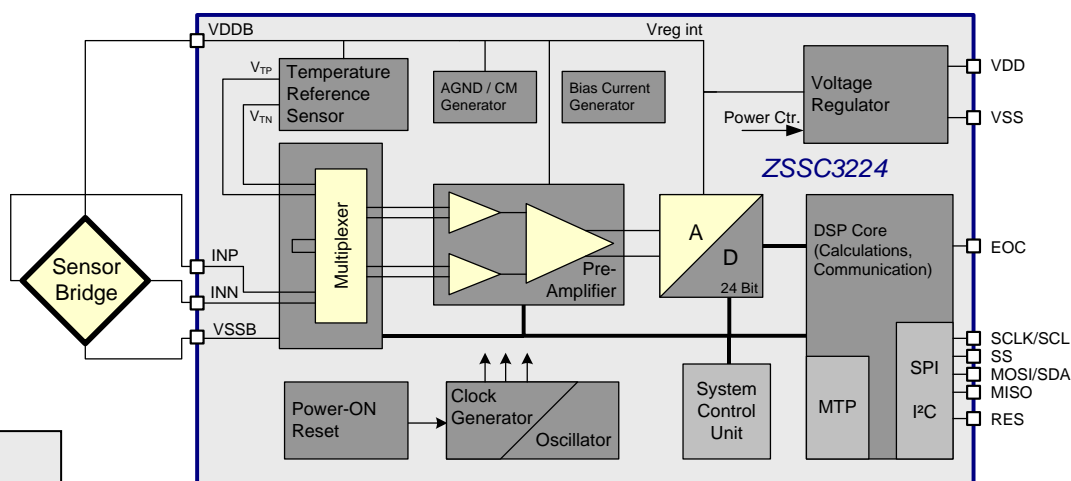 VDDB
Vreg int
VTP
VTN
Temperature
Reference
Sensor
AGND / CM
Generator
Bias Current
Generator
Voltage
Regulator
Power Ctr.
VDD
VSS
ZSSC3224
Multiplexer
Pre-
Amplifier
A
D
24 Bit
DSP Core
(Calculations,
Communication)
EOC
Sensor
Bridge
INP
INN
VSSB
Power-ON
Reset
Clock
Generator
Oscillator
System
Control
Unit
MTP
SPI
I²C
SCLK/SCL
SS
MOSI/SDA
MISO
RES